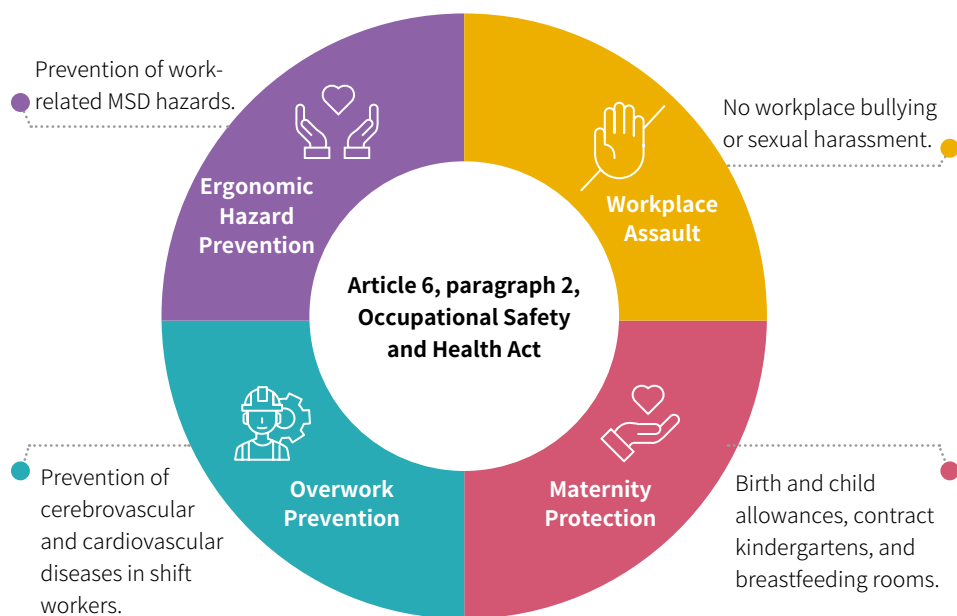 Prevention of work-
related MSD hazards.
Ergonomic
Hazard
Prevention
No workplace bullying
or sexual harassment.
Workplace
Assault
Article 6, paragraph 2,
Occupational Safety
and Health Act
Overwork
Prevention
Prevention of
cerebrovascular
and cardiovascular
diseases in shift
workers.
Maternity
Protection
Birth and child
allowances, contract
kindergartens, and
breastfeeding rooms.